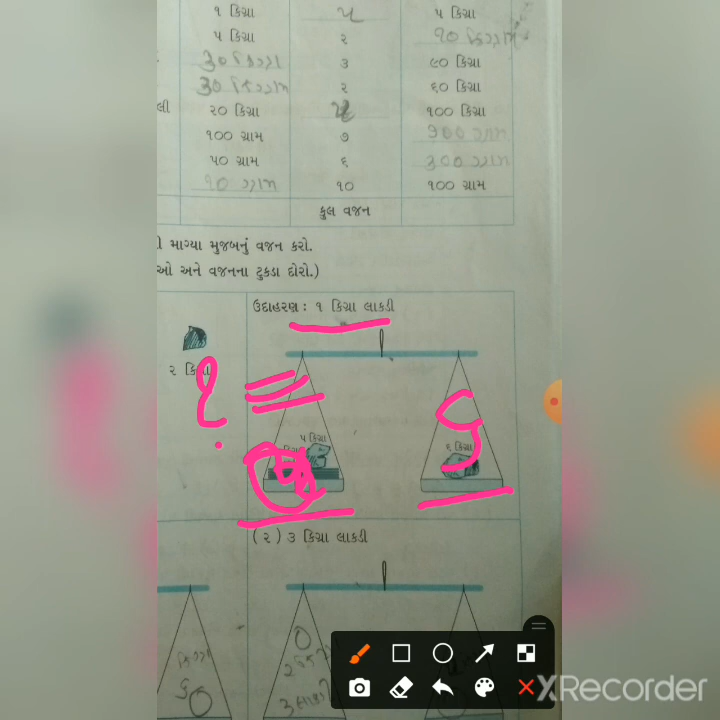 ૧ કિગ્રા ૫ ૫ કિગ્રા
૫ કિગ્રા ૨ ૧૦ કિગ્રામ
૩૦ કિગ્રા ૩ ૯૦ કિગ્રા
૩૦ કિગ્રામ ૨ ૬૦ કિગ્રા
લી ૨૦ કિગ્રા ૫ ૧૦૦ કિગ્રા
૧૦૦ ગ્રામ ૭ ૭૦૦ ગ્રામ
૫૦ ગ્રામ ૬ ૩૦૦ ગ્રામ
૧૦ ગ્રામ ૧૦ ૧૦૦ ગ્રામ
કુલ વજન
માગ્યા મુજબનું વજન કરો.
ઓ અને વજનના ટુકડા દોરો.)
ઉદાહરણ : ૧ કિગ્રા લાકડી
૨ કિગ્રા
૫ કિગ્રા
૬ કિગ્રા
(૨) ૩ કિગ્રા લાકડી
XRecorder